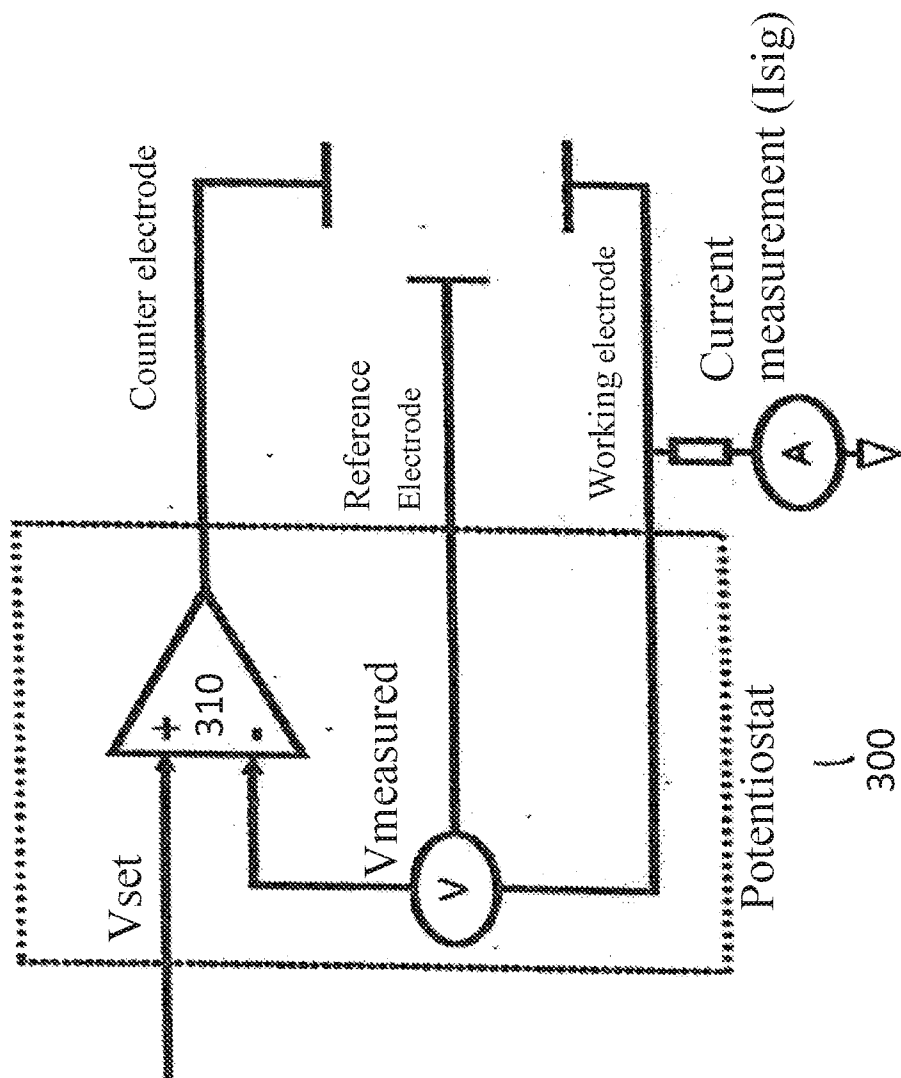 Counter electrode
Vset
+
310
-
Reference
Electrode
Vmeasured
V
Working electrode
Potentiostat
Current
measurement (Isig)
A
300